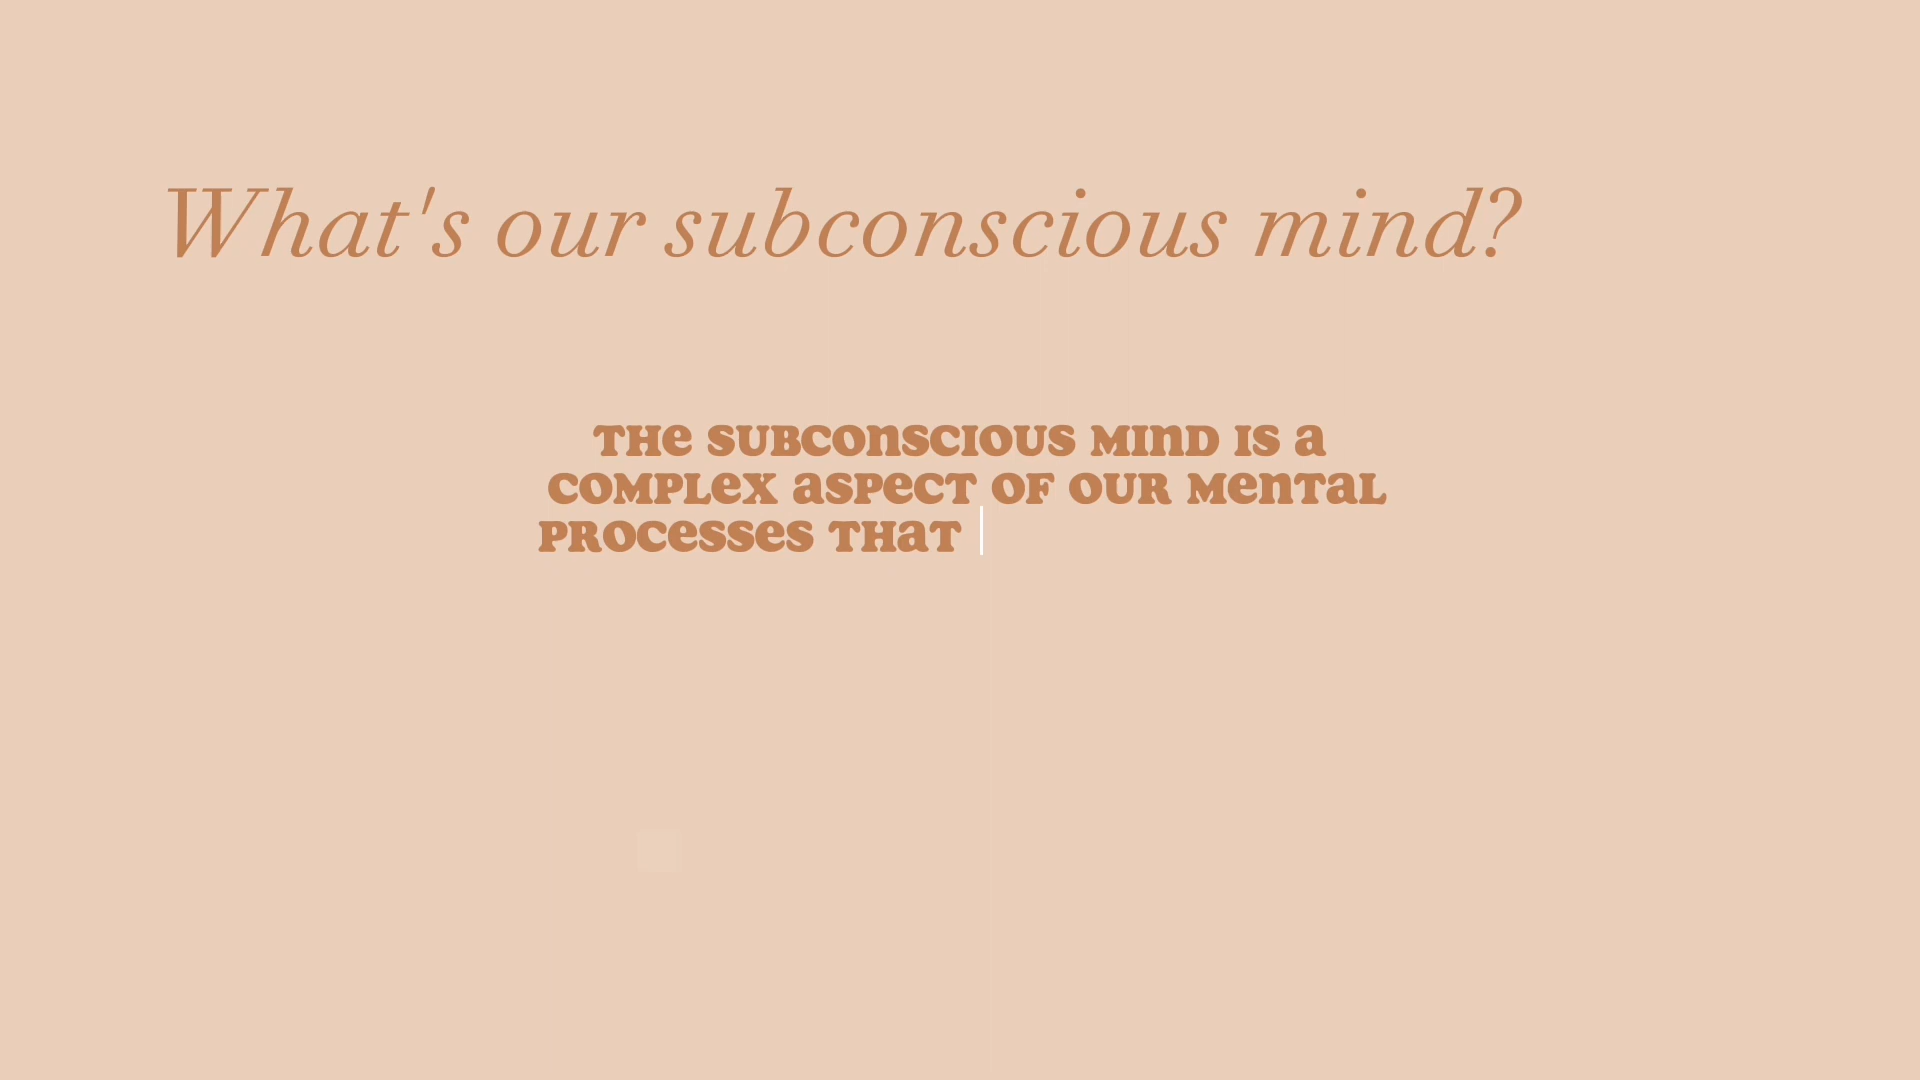 What's our subconscious mind?
THe SUBCOnSCIOUS MInD IS a
COMPLeX aSPeCT OF OUR MenTaL
PROCeSSeS THaT